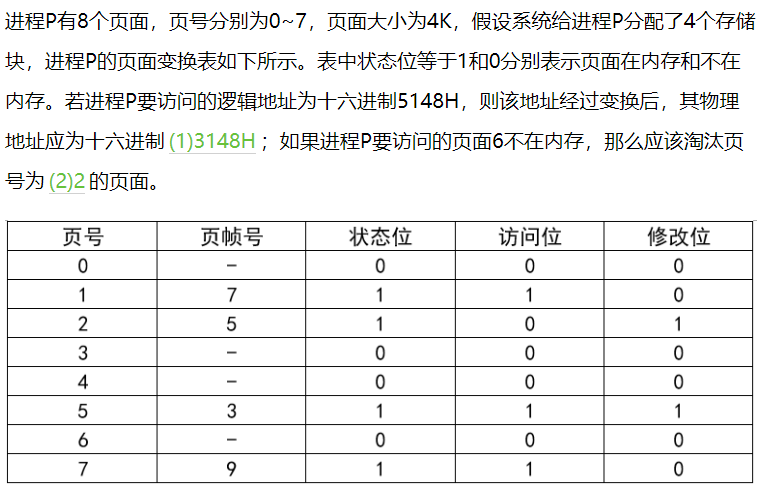 进程P有8个页面，页号分别为0~7，页面大小为4K，假设系统给进程P分配了4个存储
块，进程P的页面变换表如下所示。表中状态位等于1和0分别表示页面在内存和不在
内存。若进程P要访问的逻辑地址为十六进制5148H，则该地址经过变换后，其物理
地址应为十六进制 (1)3148H ；如果进程P要访问的页面6不在内存，那么应该淘汰页
号为 (2)2 的页面。
页号 页帧号 状态位 访问位 修改位
0 – 0 0 0
1 7 1 1 0
2 5 1 0 1
3 – 0 0 0
4 – 0 0 0
5 3 1 1 1
6 – 0 0 0
7 9 1 1 0